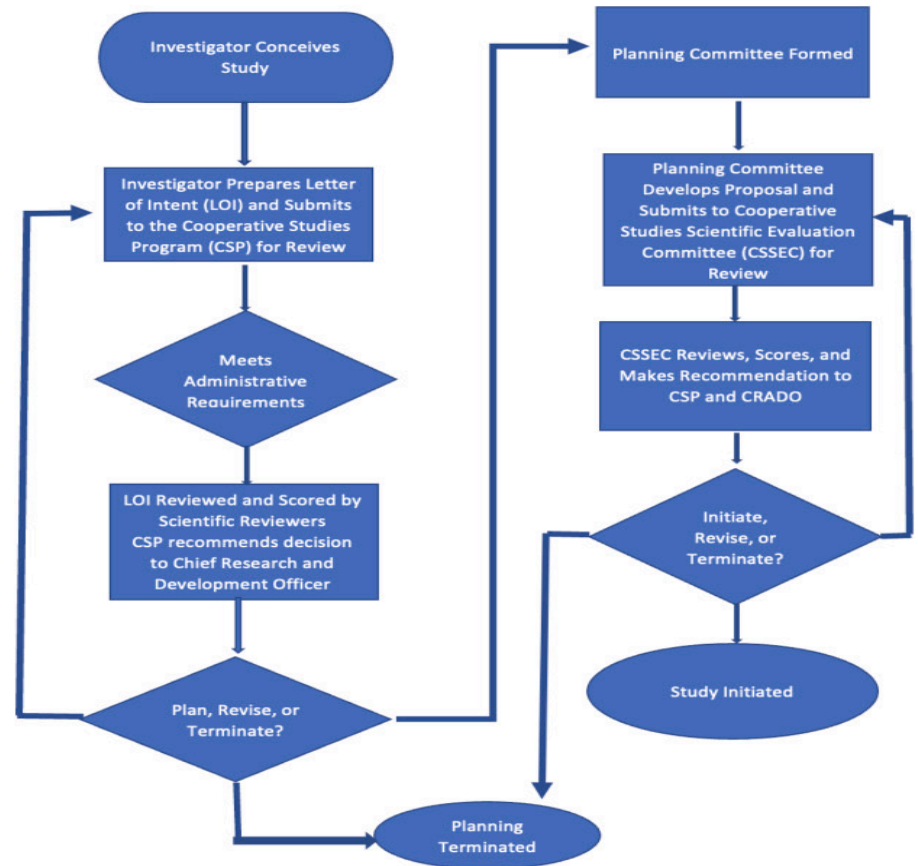 Investigator Conceives
Study
Investigator Prepares Letter
of Intent (LOI) and Submits
to the Cooperative Studies
Program (CSP) for Review
Meets
Administrative
Requirements
LOI Reviewed and Scored by
Scientific Reviewers
CSP recommends decision
to Chief Research and
Development Officer
Plan, Revise, or
Terminate?
Planning Committee Formed
Planning Committee
Develops Proposal and
Submits to Cooperative
Studies Scientific Evaluation
Committee (CSSEC) for
Review
CSSEC Reviews, Scores, and
Makes Recommendation to
CSP and CRADO
Initiate,
Revise, or
Terminate?
Study Initiated
Planning
Terminated